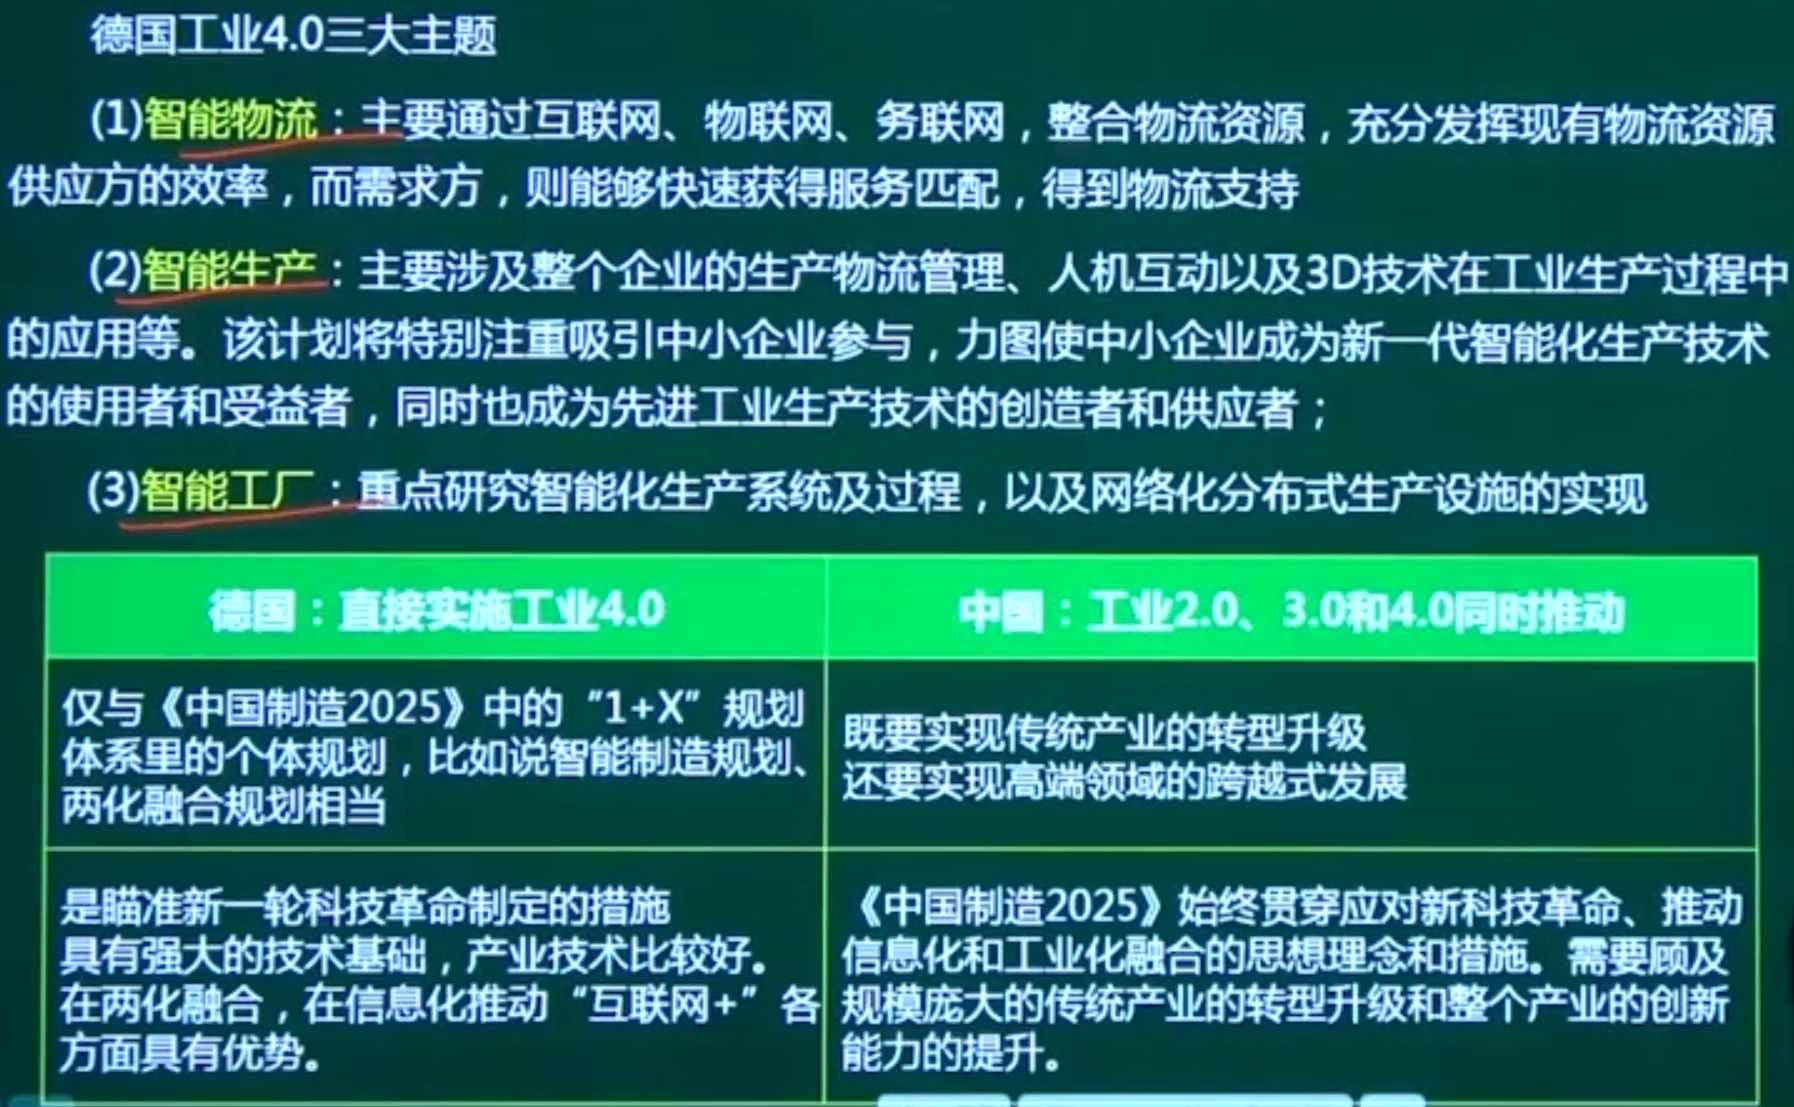 德国工业4.0三大主题
(1)智能物流：主要通过互联网、物联网、务联网，整合物流资源，充分发挥现有物流资源
供应方的效率，而需求方，则能够快速获得服务匹配，得到物流支持
(2)智能生产：主要涉及整个企业的生产物流管理、人机互动以及3D技术在工业生产过程中
的应用等。该计划将特别注重吸引中小企业参与，力图使中小企业成为新一代智能化生产技术
的使用者和受益者，同时也成为先进工业生产技术的创造者和供应者；
(3)智能工厂：重点研究智能化生产系统及过程，以及网络化分布式生产设施的实现
德国：直接实施工业4.0
中国：工业2.0、3.0和4.0同时推动
仅与《中国制造2025》中的“1+X”规划
体系里的个体规划，比如说智能制造规划、
两化融合规划相当
既要实现传统产业的转型升级
还要实现高端领域的跨越式发展
是瞄准新一轮科技革命制定的措施
具有强大的技术基础，产业技术比较好。
在两化融合，在信息化推动“互联网+”各
方面具有优势。
《中国制造2025》始终贯穿应对新科技革命、推动
信息化和工业化融合的思想理念和措施。需要顾及
规模庞大的传统产业的转型升级和整个产业的创新
能力的提升。